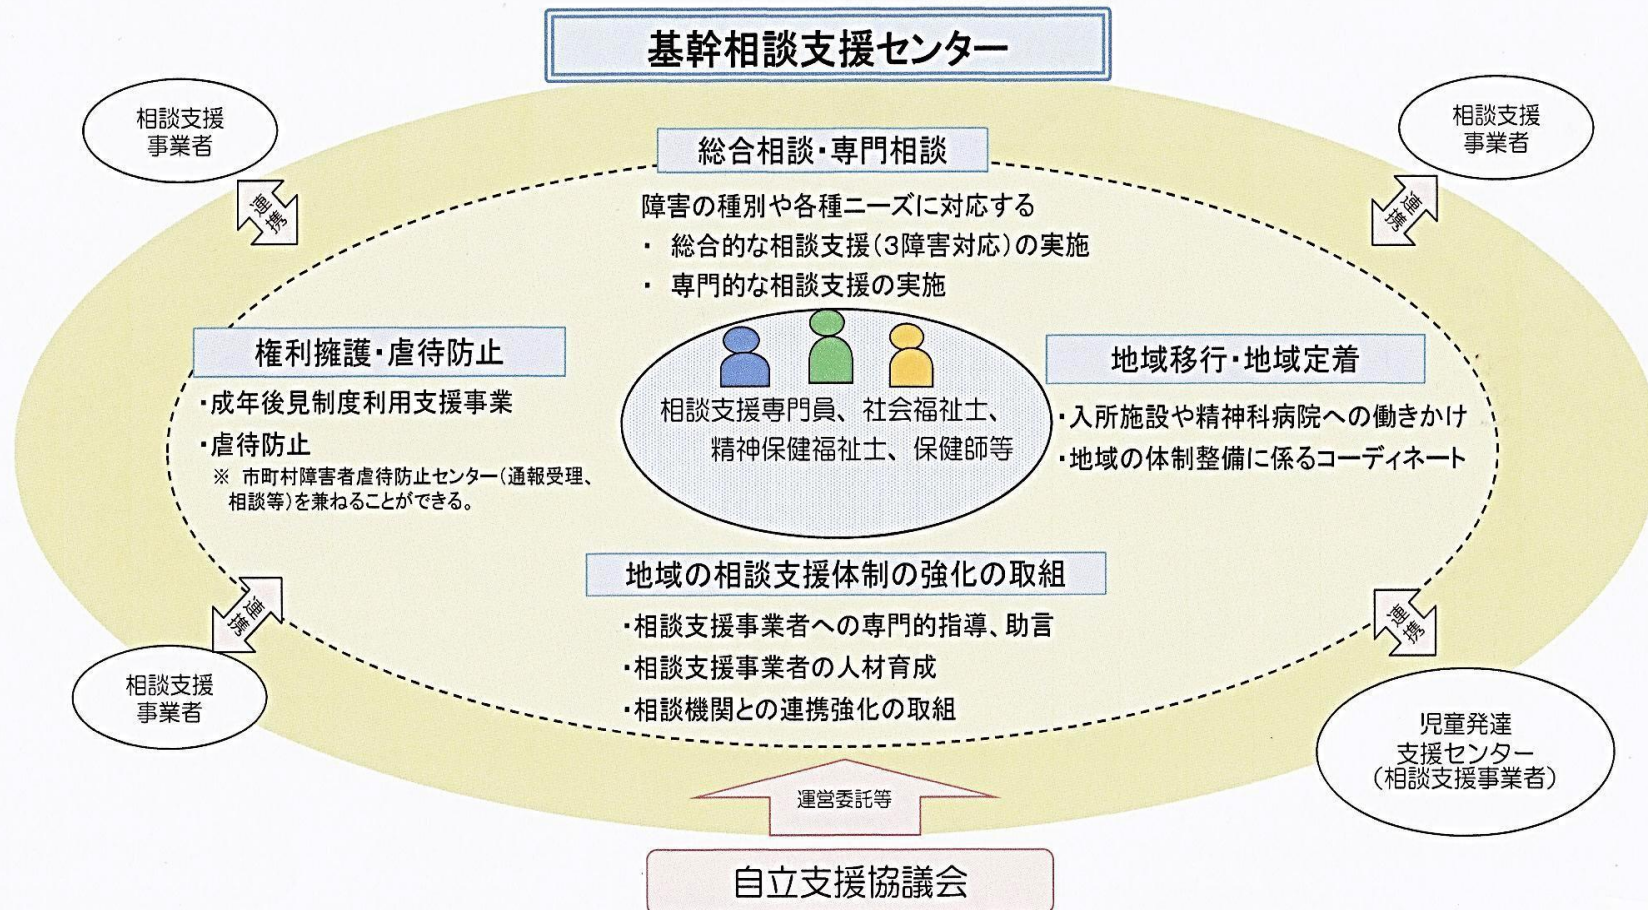 基幹相談支援センター
相談支援
事業者
相談支援
事業者
連携
連携
総合相談・専門相談
障害の種別や各種ニーズに対応する
・ 総合的な相談支援(3障害対応)の実施
・ 専門的な相談支援の実施
権利擁護・虐待防止
・成年後見制度利用支援事業
・虐待防止
※ 市町村障害者虐待防止センター(通報受理、
相談等)を兼ねることができる。
相談支援専門員、社会福祉士、
精神保健福祉士、保健師等
地域移行・地域定着
・入所施設や精神科病院への働きかけ
・地域の体制整備に係るコーディネート
地域の相談支援体制の強化の取組
・相談支援事業者への専門的指導、助言
・相談支援事業者の人材育成
・相談機関との連携強化の取組
連携
連携
相談支援
事業者
児童発達
支援センター
(相談支援事業者)
運営委託等
自立支援協議会